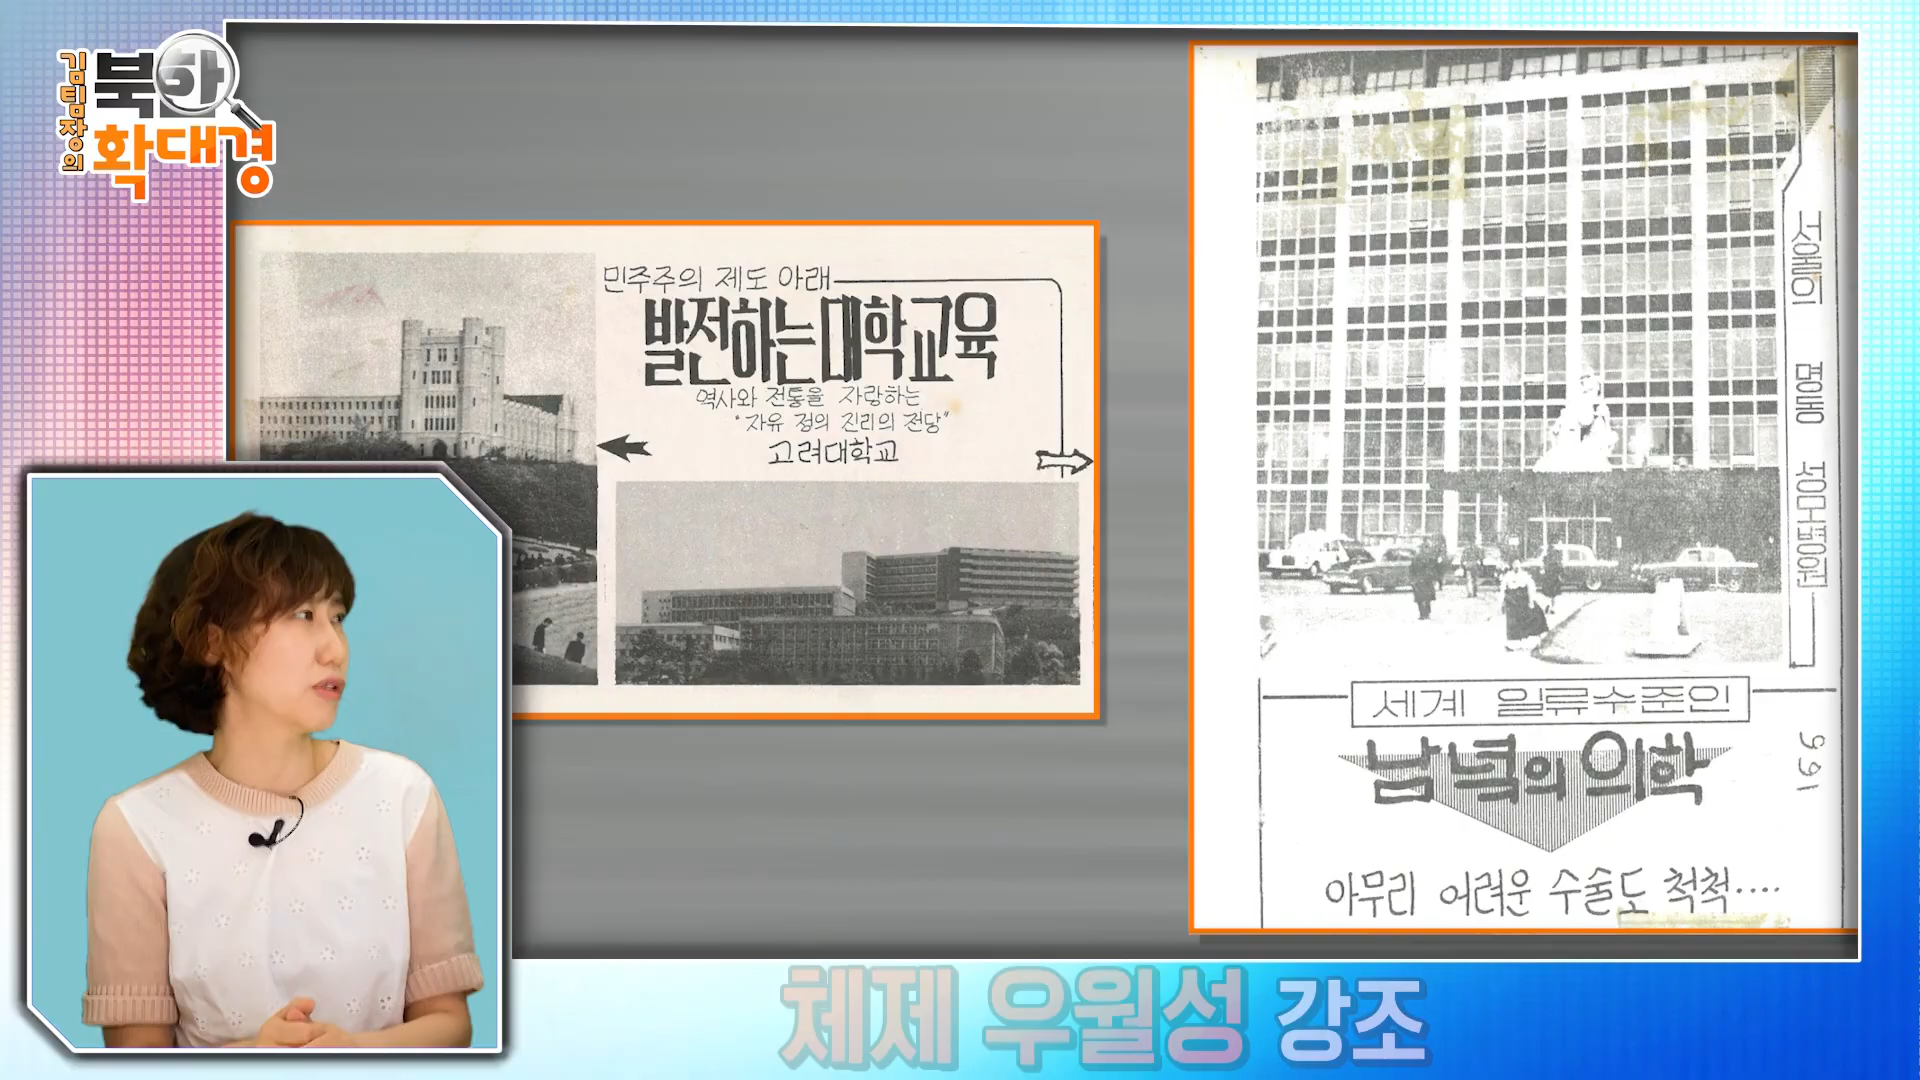 김팀장의
북한
확대경
민주주의 제도 아래
발전하는 대학교육
역사와 전통을 자랑하는
"자유 정의 진리의 전당"
고려대학교
서울의 명동 성모병원
세계 일류수준인
남녘의 의학
991
아무리 어려운 수술도 척척····
체제 우월성 강조